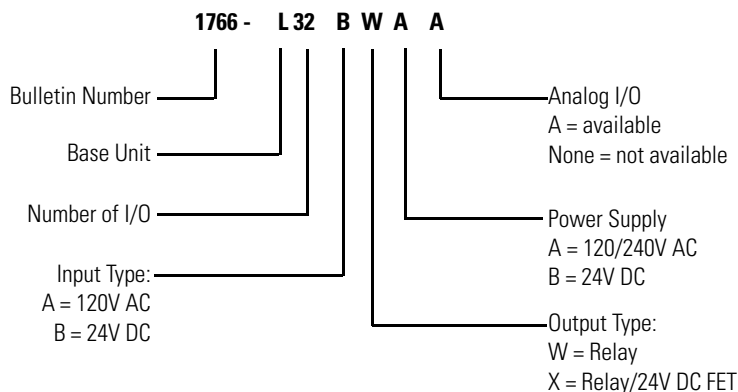 1766 - L 32 B W A A
Bulletin Number
Base Unit
Number of I/O
Input Type:
A = 120V AC
B = 24V DC
Analog I/O
A = available
None = not available
Power Supply
A = 120/240V AC
B = 24V DC
Output Type:
W = Relay
X = Relay/24V DC FET